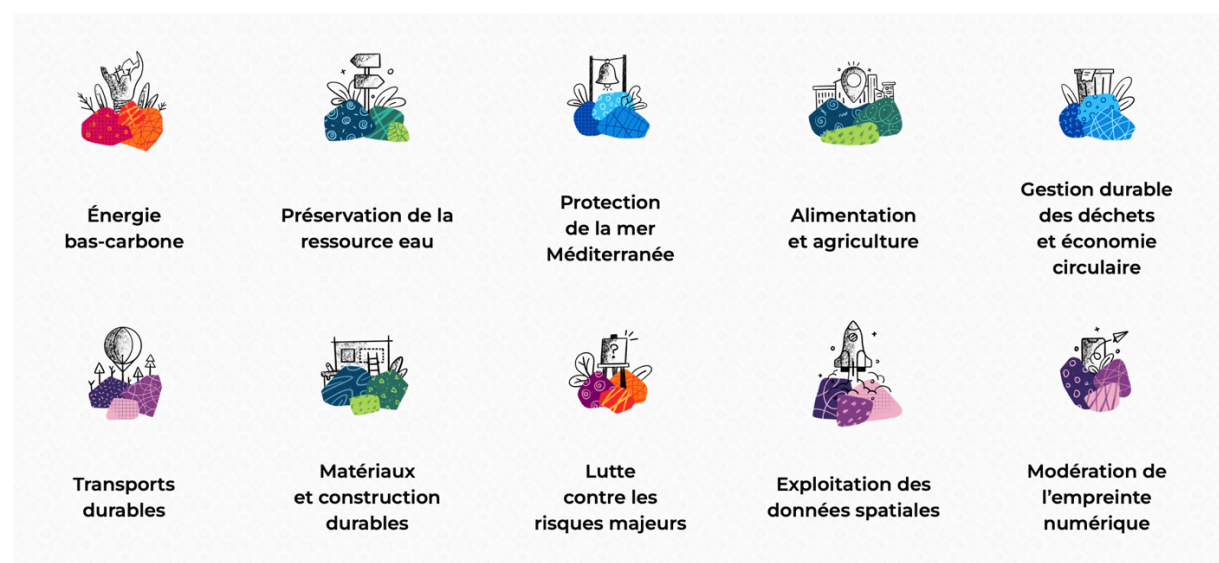 Énergie
bas-carbone
Préservation de la
ressource eau
Protection
de la mer
Méditerranée
Alimentation
et agriculture
Gestion durable
des déchets
et économie
circulaire
?
Transports
durables
Matériaux
et construction
durables
Lutte
contre les
risques majeurs
Exploitation des
données spatiales
Modération de
l’empreinte
numérique